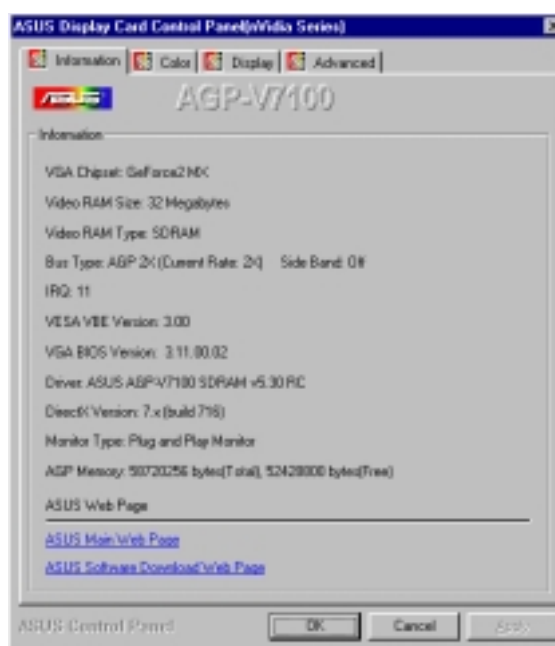 ASUS Display Card Control Panel(nVidia Series)
Information Color Display Advanced
ASUS AGP-V7100
Information
VGA Chipset: GeForce2 MX
Video RAM Size: 32 Megabytes
Video RAM Type: SDRAM
Bus Type: AGP 2X (Current Rate: 2X) Side Band: Off
IRQ: 11
VESA VBE Version: 3.00
VGA BIOS Version: 3.11.00.02
Driver: ASUS AGP-V7100 SDRAM v5.30 RC
DirectX Version: 7.x (build 716)
Monitor Type: Plug and Play Monitor
AGP Memory: bytes(Total), 52428800 bytes(Free)
ASUS Web Page
ASUS Main Web Page
ASUS Software Download Web Page
ASUS Control Panel OK Cancel Apply